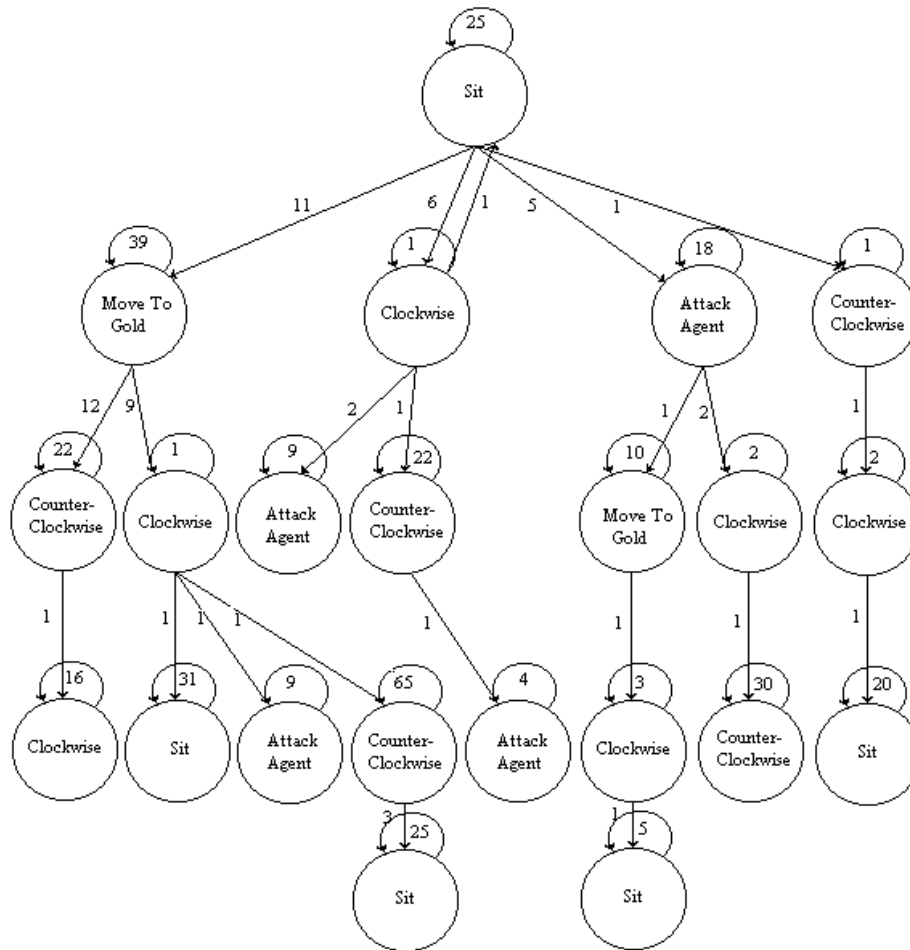 25
Sit
11
6
1
5
1
39
1
18
1
Move To
Gold
Clockwise
Attack
Agent
Counter-
Clockwise
12
9
2
1
1
2
1
22
1
9
22
10
2
2
Counter-
Clockwise
Clockwise
Attack
Agent
Counter-
Clockwise
Move To
Gold
Clockwise
Clockwise
1
1
1
1
1
1
1
1
16
31
9
65
4
3
30
20
Clockwise
Sit
Attack
Agent
Counter-
Clockwise
Attack
Agent
Clockwise
Counter-
Clockwise
Sit
3
25
1
5
Sit
Sit